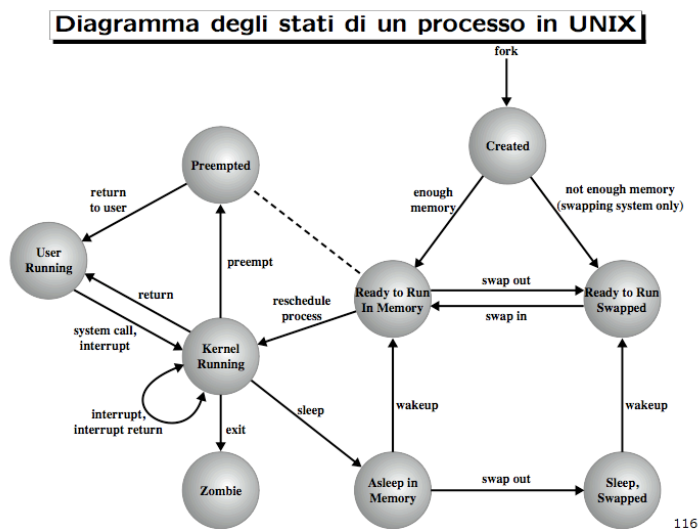 Diagramma degli stati di un processo in UNIX
fork
Created
Preempted
enough
memory
not enough memory
(swapping system only)
return
to user
User
Running
preempt
return
Ready to Run
In Memory
swap out
swap in
Ready to Run
Swapped
reschedule
process
system call,
interrupt
Kernel
Running
interrupt,
interrupt return
sleep
wakeup
wakeup
exit
Zombie
Asleep in
Memory
swap out
Sleep,
Swapped
116